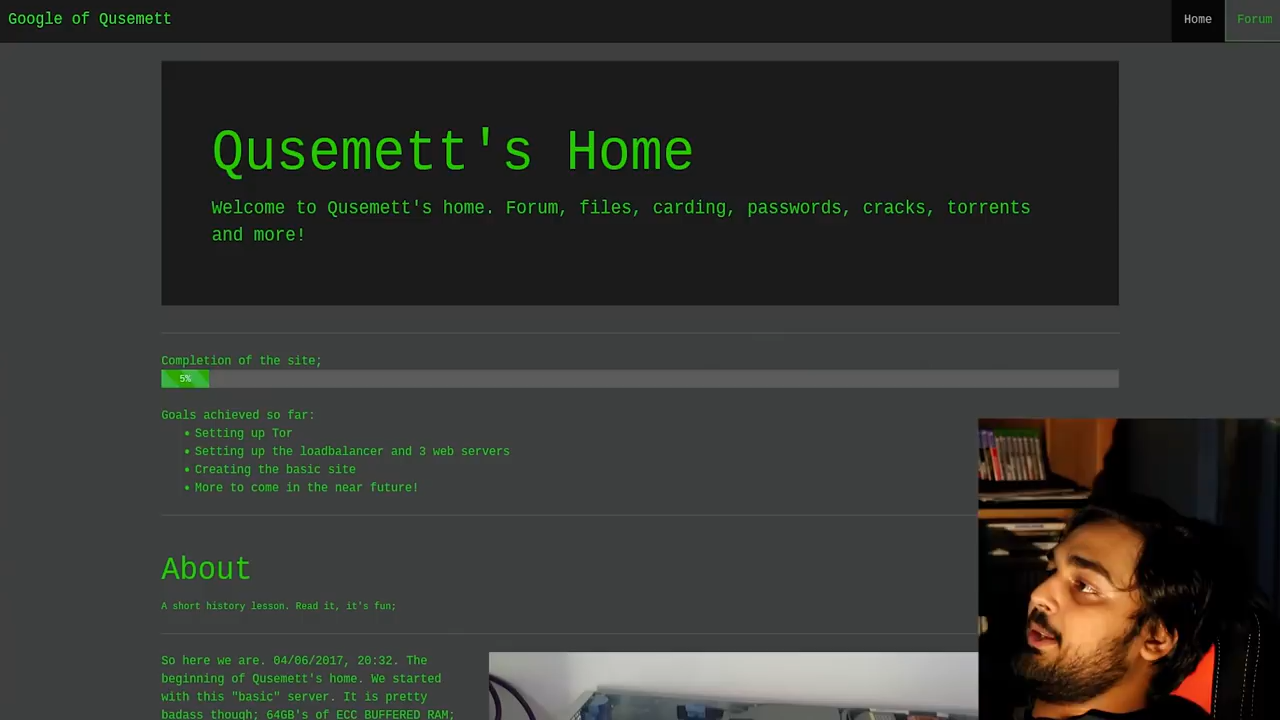 Google of Qusemett
Home
Forum
Qusemett's Home
Welcome to Qusemett's home. Forum, files, carding, passwords, cracks, torrents
and more!
Completion of the site;
5%
Goals achieved so far:
• Setting up Tor
• Setting up the loadbalancer and 3 web servers
• Creating the basic site
• More to come in the near future!
About
A short history lesson. Read it, it's fun;
So here we are. 04/06/2017, 20:32. The
beginning of Qusemett's home. We started
with this "basic" server. It is pretty
badass though; 64GB's of ECC BUFFERED RAM;